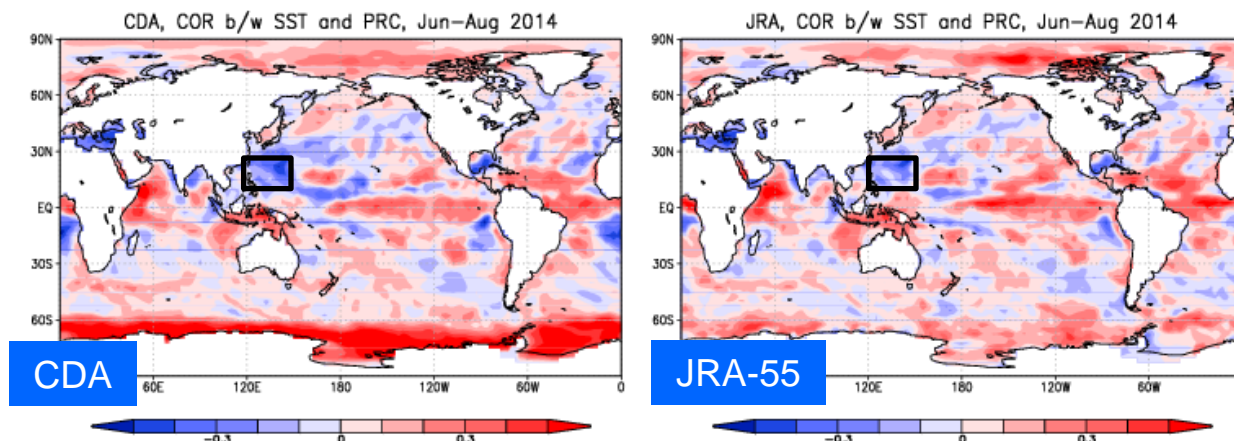 CDA, COR b/w SST and PRC, Jun-Aug 2014
90N
60N
30N
EQ
30S
60S
CDA
60E
120E
180
120W
60W
0
-0.3
0
0.3
JRA, COR b/w SST and PRC, Jun-Aug 2014
90N
60N
30N
EQ
30S
60S
JRA-55
120E
180
120W
60W
-0.3
0
0.3